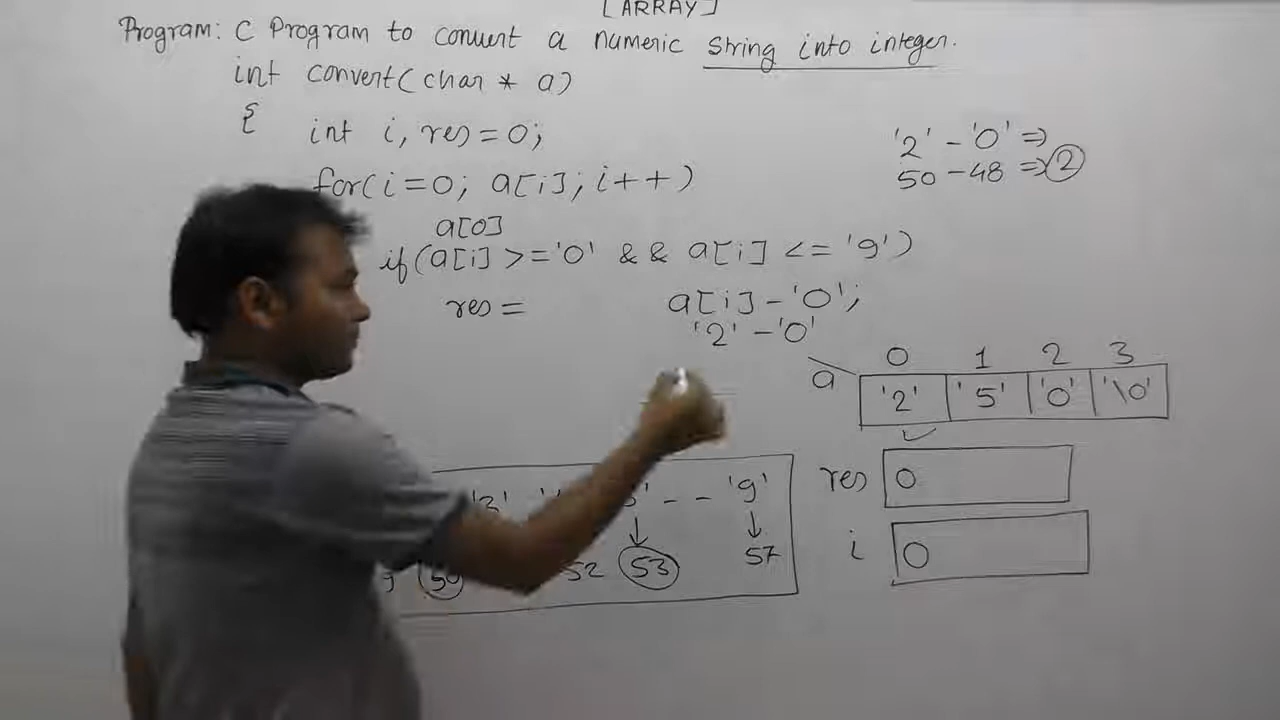 [ARRAY]
Program: C Program to convert a numeric string into integer.
int convert(char * a)
{
int i, res=0;
for(i=0; a[i]; i++)
a[0]
if(a[i] >='0' && a[i] <= '9')
res = a[i]-'0';
'2' -'0'
'2' - '0' =>
50 -48 => 2
0 1 2 3
a '2' '5' '0' '\0'
res 0
i 0
- - '9'
50 52 53 57